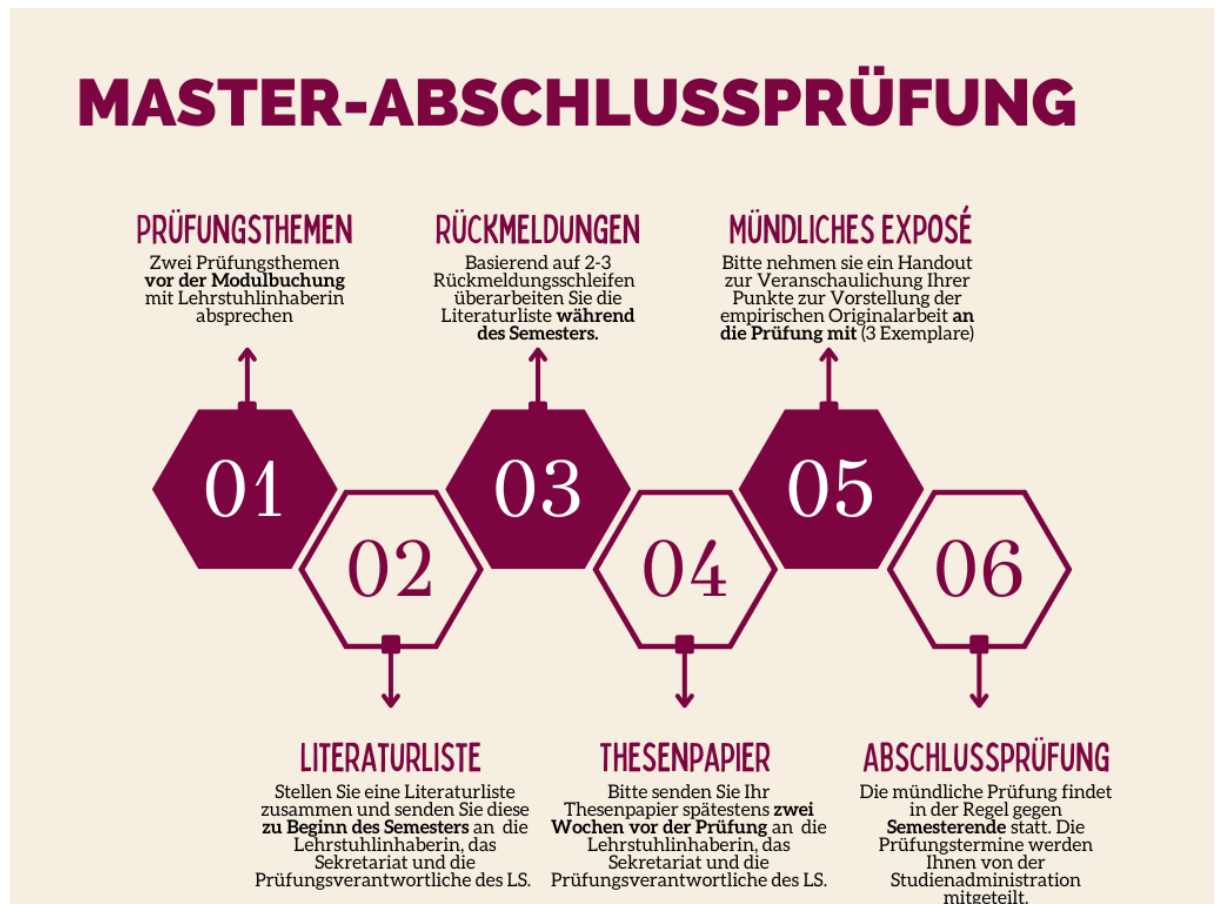 MASTER-ABSCHLUSSPRÜFUNG
PRÜFUNGSTHEMEN
Zwei Prüfungsthemen
vor der Modulbuchung
mit Lehrstuhlinhaberin
absprechen
RÜCKMELDUNGEN
Basierend auf 2-3
Rückmeldungsschleifen
überarbeiten Sie die
Literaturliste während
des Semesters.
MÜNDLICHES EXPOSÉ
Bitte nehmen sie ein Handout
zur Veranschaulichung Ihrer
Punkte zur Vorstellung der
empirischen Originalarbeit an
die Prüfung mit (3 Exemplare)
01
02
03
04
05
06
LITERATURLISTE
Stellen Sie eine Literaturliste
zusammen und senden Sie diese
zu Beginn des Semesters an die
Lehrstuhlinhaberin, das
Sekretariat und die
Prüfungsverantwortliche des LS.
THESENPAPIER
Bitte senden Sie Ihr
Thesenpapier spätestens zwei
Wochen vor der Prüfung an die
Lehrstuhlinhaberin, das
Sekretariat und die
Prüfungsverantwortliche des LS.
ABSCHLUSSPRÜFUNG
Die mündliche Prüfung findet
in der Regel gegen
Semesterende statt. Die
Prüfungstermine werden
Ihnen von der
Studienadministration
mitgeteilt.